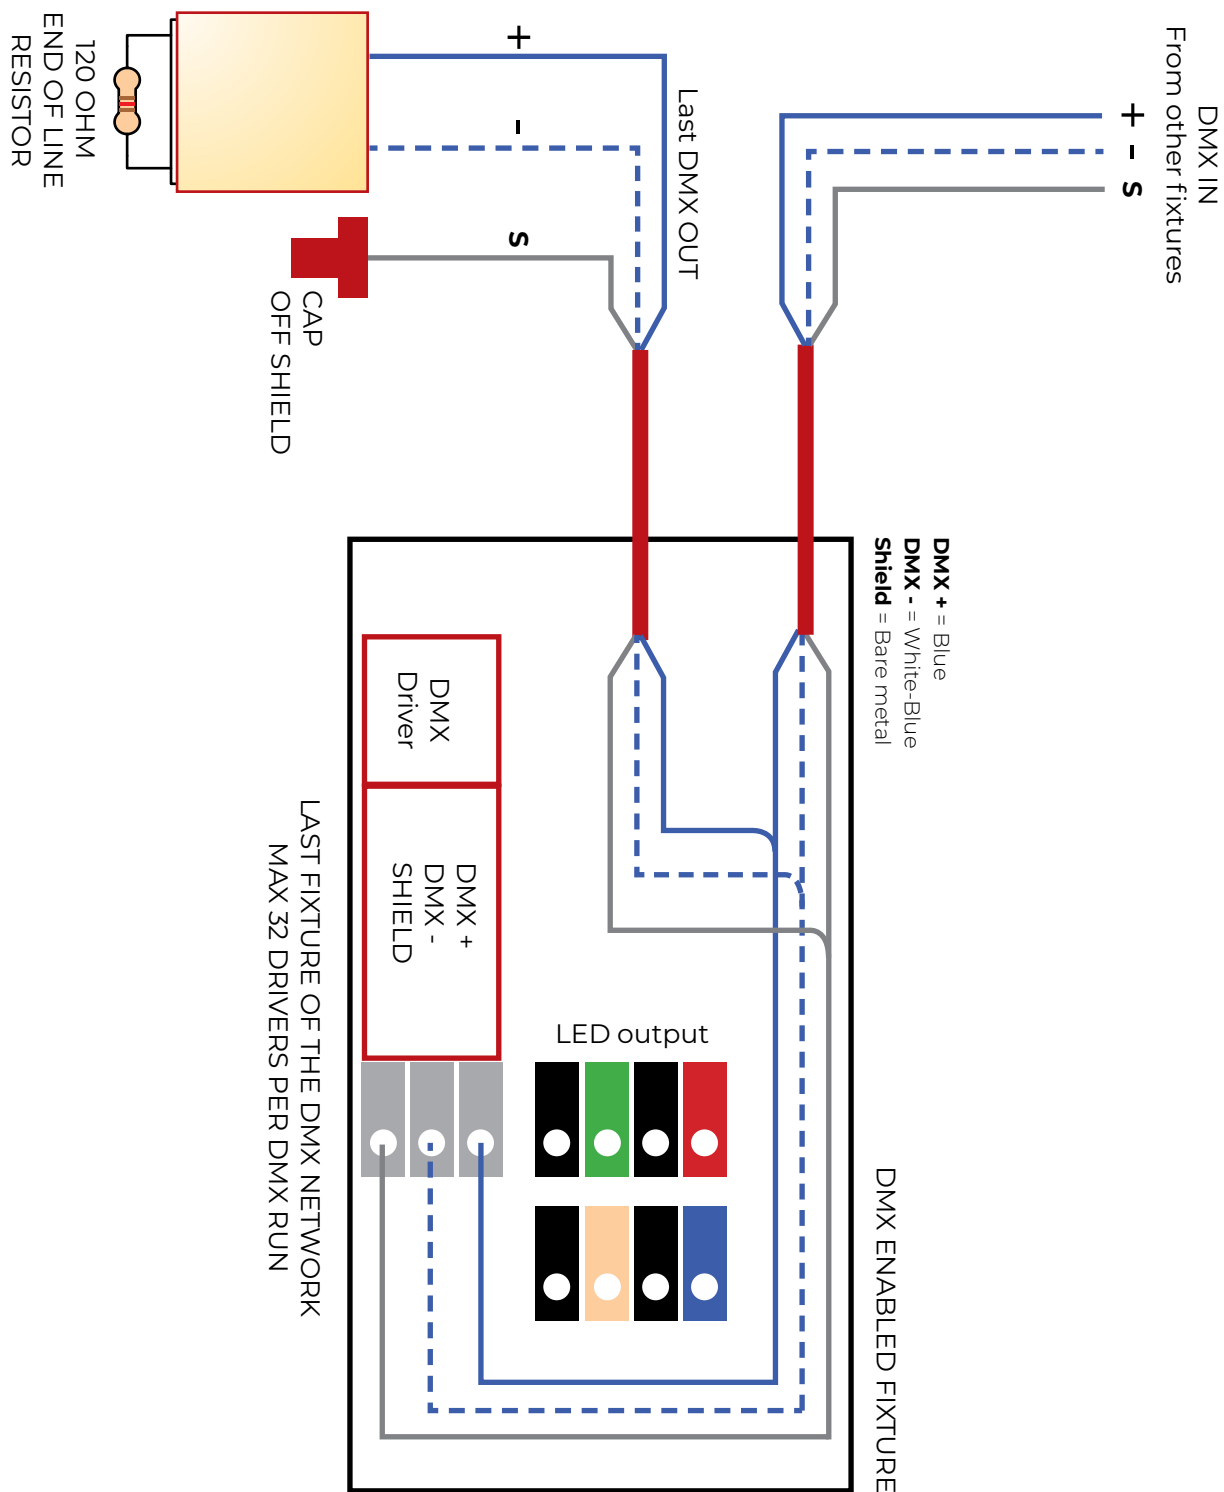 DMX IN
From other fixtures
+
-
S
Last DMX OUT
+
-
S
120 OHM
END OF LINE
RESISTOR
CAP
OFF SHIELD
DMX + = Blue
DMX - = White-Blue
Shield = Bare metal
DMX
Driver
DMX +
DMX -
SHIELD
LED output
DMX ENABLED FIXTURE
LAST FIXTURE OF THE DMX NETWORK
MAX 32 DRIVERS PER DMX RUN